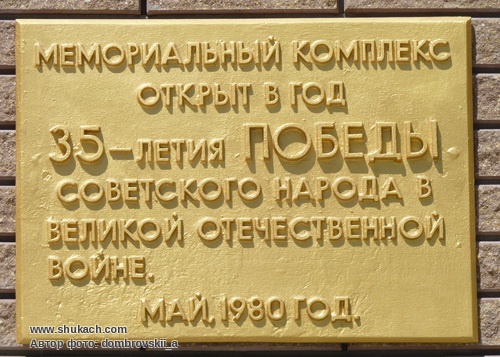 МЕМОРИАЛЬНЫЙ КОМПЛЕКС
ОТКРЫТ В ГОД
35-ЛЕТИЯ ПОБЕДЫ
СОВЕТСКОГО НАРОДА В
ВЕЛИКОЙ ОТЕЧЕСТВЕННОЙ
ВОЙНЕ.
МАЙ, 1980 ГОД.
www.shukach.com
Автор фото: dombrovskii_a